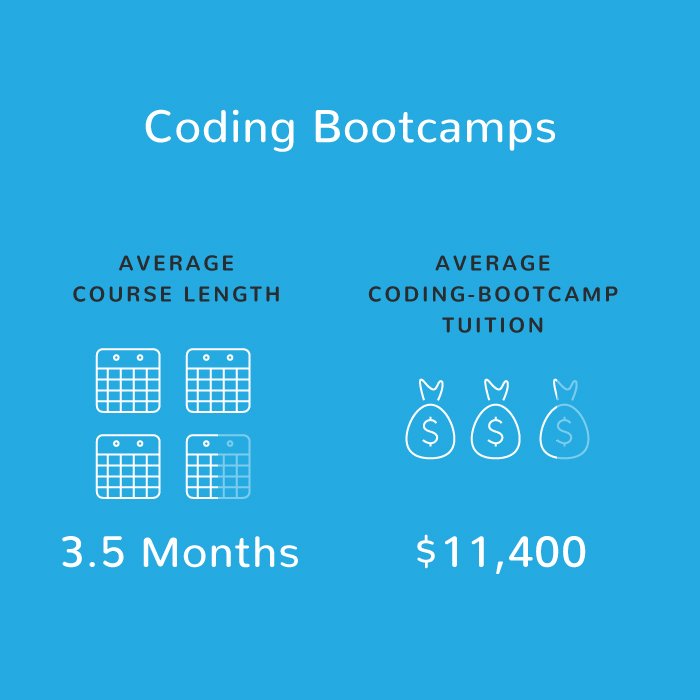 Coding Bootcamps
AVERAGE
COURSE LENGTH
3.5 Months
AVERAGE
CODING-BOOTCAMP
TUITION
$ $ $
$11,400